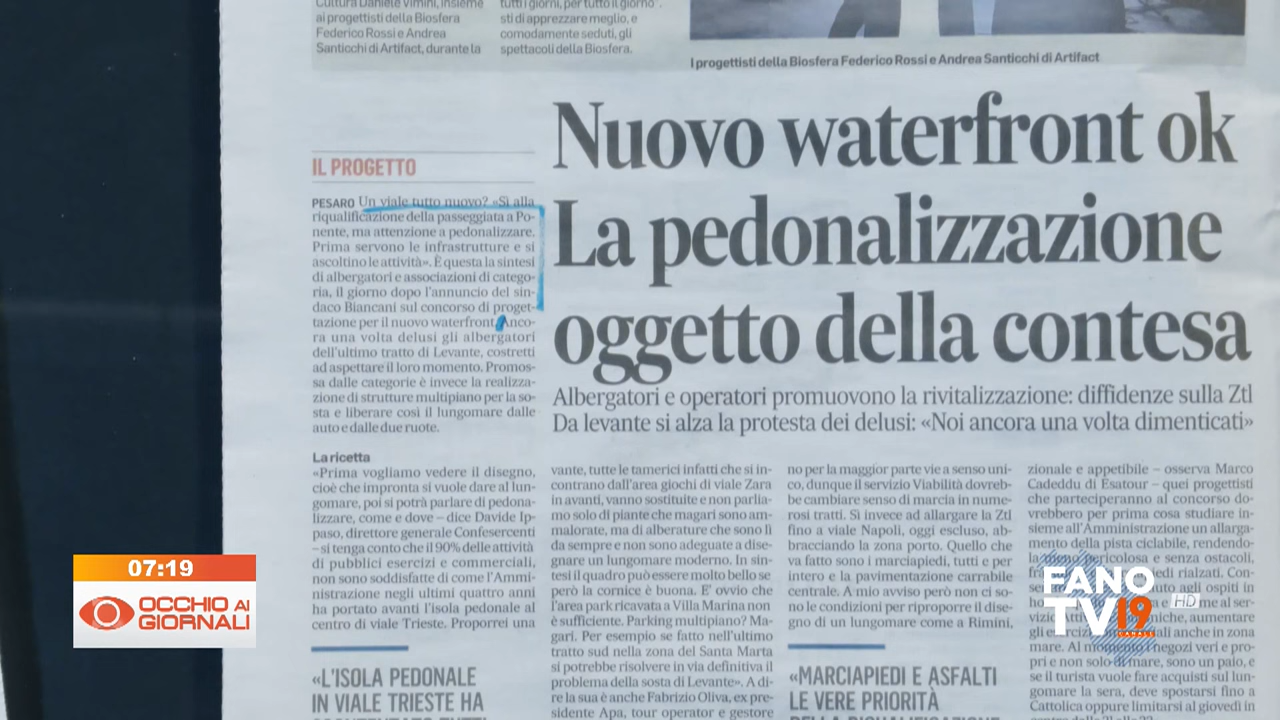 Cultura Daniele Vimini, insieme
ai progettisti della Biosfera
Federico Rossi e Andrea
Santicchi di Artifact, durante la
tutti i giorni, per tutto il giorno".
sti di apprezzare meglio, e
comodamente seduti, gli
spettacoli della Biosfera.
I progettisti della Biosfera Federico Rossi e Andrea Santicchi di Artifact
Nuovo waterfront ok
La pedonalizzazione
oggetto della contesa
Albergatori e operatori promuovono la rivitalizzazione: diffidenze sulla Ztl
Da levante si alza la protesta dei delusi: «Noi ancora una volta dimenticati»
IL PROGETTO
PESARO Un viale tutto nuovo? «Sì alla
riqualificazione della passeggiata a Po-
nente, ma attenzione a pedonalizzare.
Prima servono le infrastrutture e si
ascoltino le attività». È questa la sintesi
di albergatori e associazioni di catego-
ria, il giorno dopo l'annuncio del sin-
daco Biancani sul concorso di proget-
tazione per il nuovo waterfront. Anco-
ra una volta delusi gli albergatori
dell'ultimo tratto di Levante, costretti
ad aspettare il loro momento. Promos-
sa dalle categorie è invece la realizza-
zione di strutture multipiano per la so-
sta e liberare così il lungomare dalle
auto e dalle due ruote.
La ricetta
«Prima vogliamo vedere il disegno,
cioè che impronta si vuole dare al lun-
gomare, poi si potrà parlare di pedona-
lizzare, come e dove – dice Davide Ip-
paso, direttore generale Confesercenti
– si tenga conto che il 90% delle attività
di pubblici esercizi e commerciali,
non sono soddisfatte di come l'Ammi-
nistrazione negli ultimi quattro anni
ha portato avanti l'isola pedonale al
centro di viale Trieste. Proporrei una
«L'ISOLA PEDONALE
IN VIALE TRIESTE HA
vante, tutte le tamerici infatti che si in-
contrano dall'area giochi di viale Zara
in avanti, vanno sostituite e non parlia-
mo solo di piante che magari sono am-
malorate, ma di alberature che sono lì
da sempre e non sono adeguate a dise-
gnare un lungomare moderno. In sin-
tesi il quadro può essere molto bello se
però la cornice è buona. E' ovvio che
l'area park ricavata a Villa Marina non
è sufficiente. Parking multipiano? Ma-
gari. Per esempio se fatto nell'ultimo
tratto sud nella zona del Santa Marta
si potrebbe risolvere in via definitiva il
problema della sosta di Levante». A di-
re la sua è anche Fabrizio Oliva, ex pre-
sidente Apa, tour operator e gestore
no per la maggior parte vie a senso uni-
co, dunque il servizio Viabilità dovreb-
be cambiare senso di marcia in nume-
rosi tratti. Sì invece ad allargare la Ztl
fino a viale Napoli, oggi escluso, ab-
bracciando la zona porto. Quello che
va fatto sono i marciapiedi, tutti e per
intero e la pavimentazione carrabile
centrale. A mio avviso però non ci so-
no le condizioni per riproporre il dise-
gno di un lungomare come a Rimini,
«MARCIAPIEDI E ASFALTI
LE VERE PRIORITÀ
DELLA RIQUALIFICAZIONE
zionale e appetibile – osserva Marco
Cadeddu di Esatour – quei progettisti
che parteciperanno al concorso do-
vrebbero per prima cosa studiare in-
sieme all'Amministrazione un allarga-
mento della pista ciclabile, rendendo-
la pericolosa e senza ostacoli,
edi rialzati. Con-
ospiti in
me al ser-
aumentare
gli ali anche in zona
mare. Al negozi veri e pro-
pri e non solo di mare, sono un palo, e
se il turista vuole fare acquisti sul lun-
gomare la sera, deve spostarsi fino a
Cattolica oppure limitarsi al giovedì in
07:19
OCCHIO AI
GIORNALI
FANO
TV 19 HD
CANALE